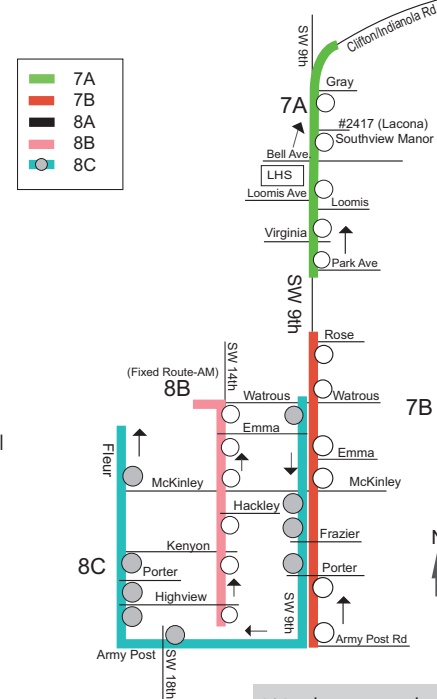 SW 9th
Clifton/Indianola Rd
7A
7B
8A
8B
8C
Gray
7A
#2417 (Lacona)
Southview Manor
Bell Ave.
LHS
Loomis Ave
Loomis
Virginia
Park Ave
SW 9th
Rose
SW 14th
(Fixed Route-AM)
8B
Watrous
Watrous
7B
Emma
Emma
Fleur
McKinley
McKinley
Hackley
Frazier
Kenyon
8C
Porter
Porter
Highview
SW 9th
Army Post Rd
Army Post
SW 18th